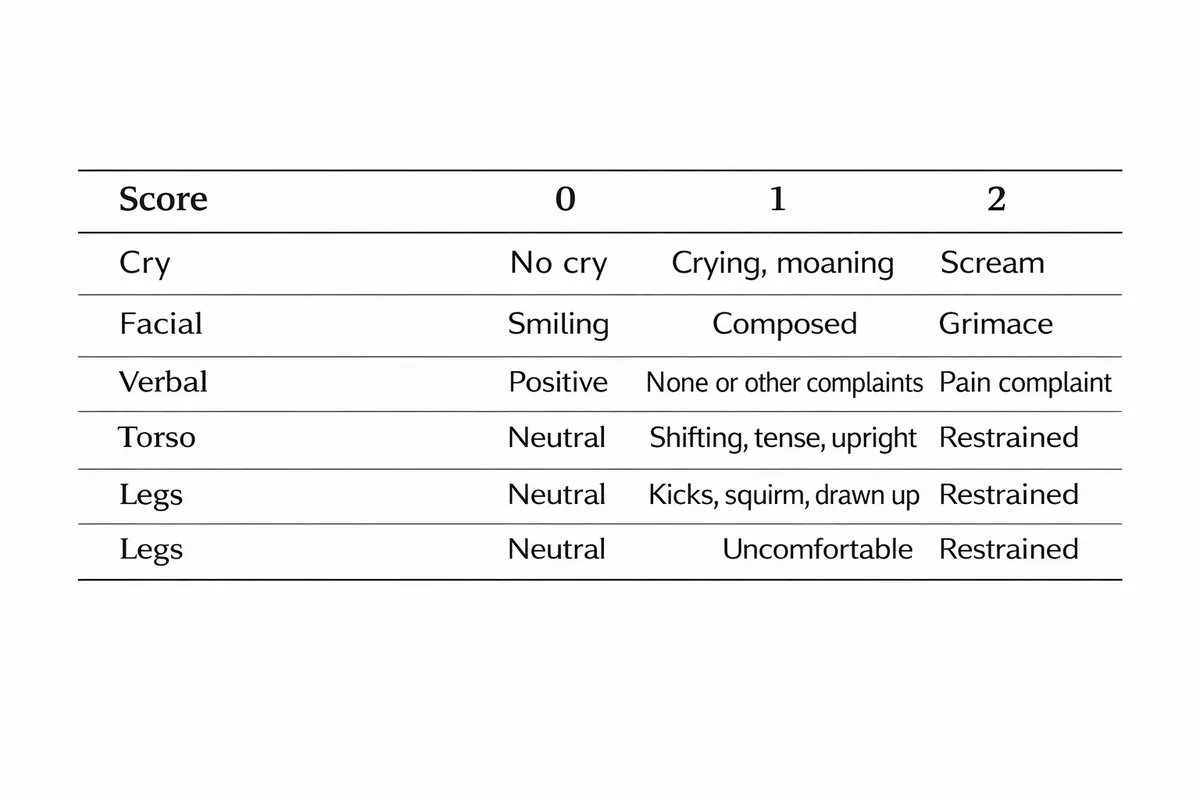 Score 0 1 2
Cry No cry Crying, moaning Scream
Facial Smiling Composed Grimace
Verbal Positive None or other complaints Pain complaint
Torso Neutral Shifting, tense, upright Restrained
Legs Neutral Kicks, squirm, drawn up Restrained
Legs Neutral Uncomfortable Restrained